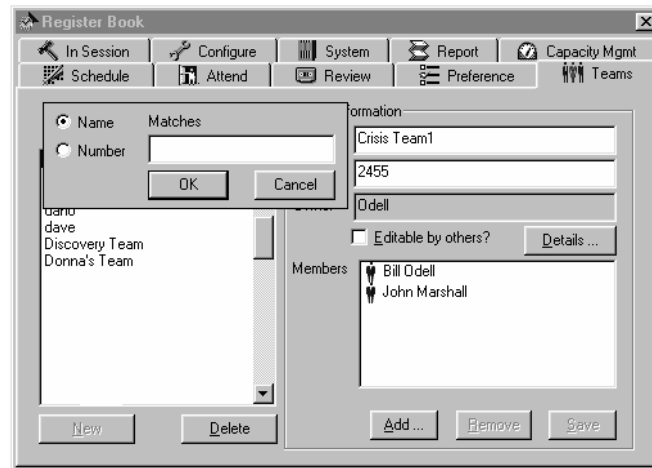 Register Book
In Session Configure System Report Capacity Mgmt
Schedule Attend Review Preference Teams
Name Matches
Number
OK Cancel
dave
Discovery Team
Donna's Team
Crisis Team1
2455
Odell
Editable by others? Details ...
Members
Bill Odell
John Marshall
New Delete Add ... Remove Save